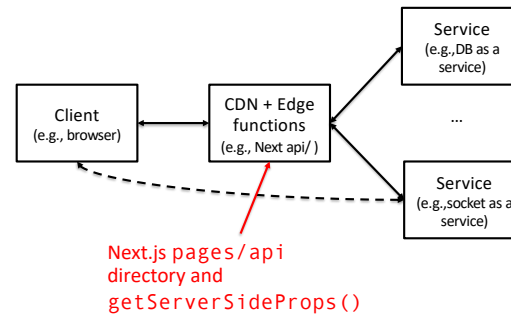 Service
(e.g.,DB as a
service)
Client
(e.g., browser)
CDN + Edge
functions
(e.g., Next api/ )
...
Service
(e.g.,socket as a
service)
Next.js pages/api
directory and
getServerSideProps()